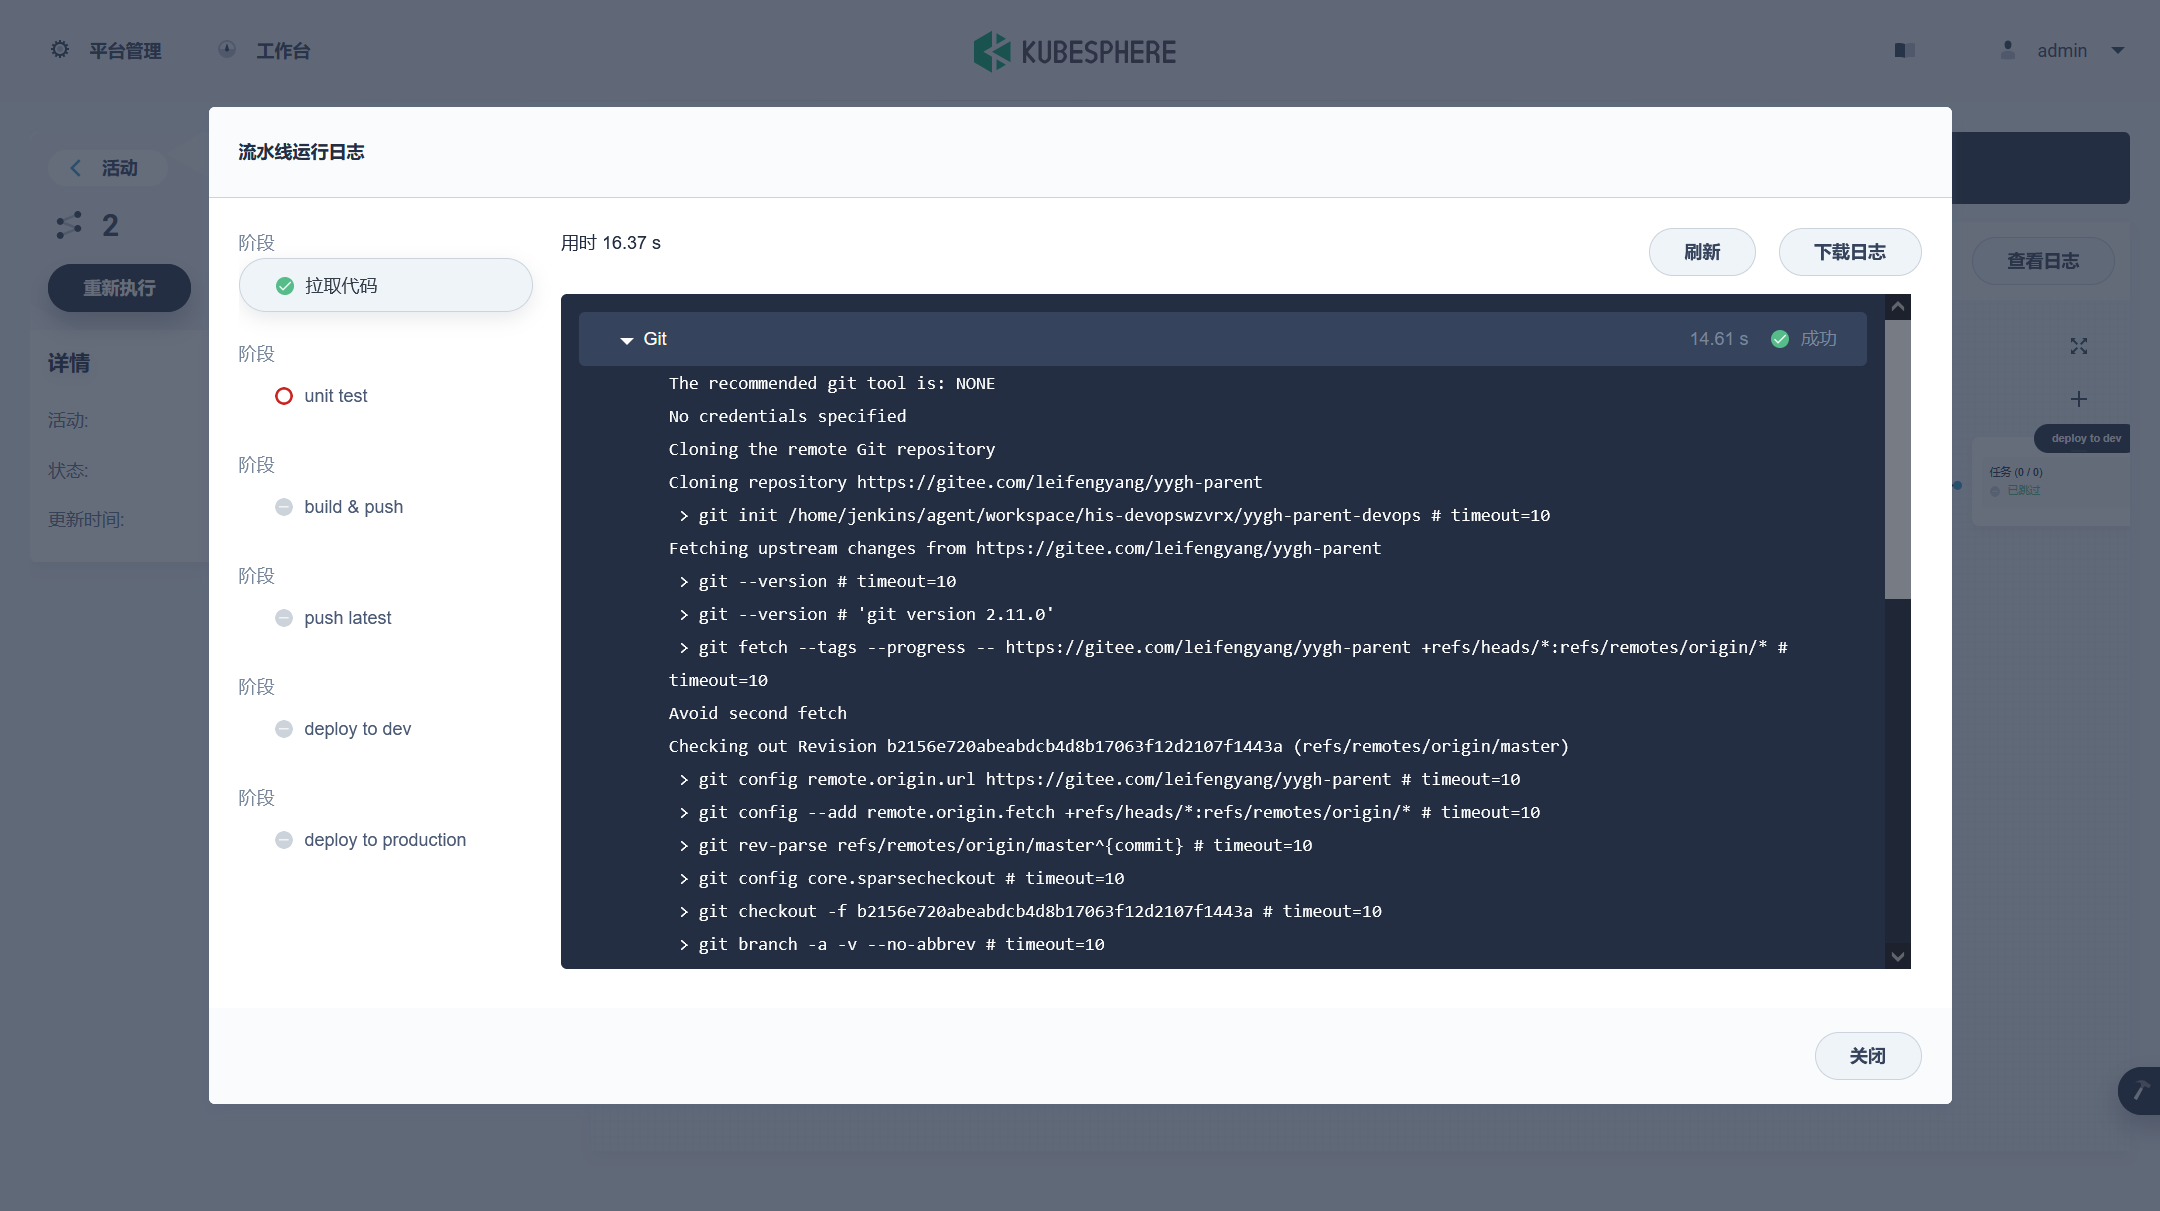 平台管理
工作台
KUBESPHERE
admin
活动
2
重新执行
详情
活动:
状态:
更新时间:
流水线运行日志
阶段
拉取代码
阶段
unit test
阶段
build & push
阶段
push latest
阶段
deploy to dev
阶段
deploy to production
用时 16.37 s
刷新
下载日志
Git
14.61 s
成功
The recommended git tool is: NONE
No credentials specified
Cloning the remote Git repository
Cloning repository https://gitee.com/leifengyang/yygh-parent
> git init /home/jenkins/agent/workspace/his-devopswzvrx/yygh-parent-devops # timeout=10
Fetching upstream changes from https://gitee.com/leifengyang/yygh-parent
> git --version # timeout=10
> git --version # 'git version 2.11.0'
> git fetch --tags --progress -- https://gitee.com/leifengyang/yygh-parent +refs/heads/*:refs/remotes/origin/* #
timeout=10
Avoid second fetch
Checking out Revision b2156e720abeabdcb4d8b17063f12d2107f1443a (refs/remotes/origin/master)
> git config remote.origin.url https://gitee.com/leifengyang/yygh-parent # timeout=10
> git config --add remote.origin.fetch +refs/heads/*:refs/remotes/origin/* # timeout=10
> git rev-parse refs/remotes/origin/master^{commit} # timeout=10
> git config core.sparsecheckout # timeout=10
> git checkout -f b2156e720abeabdcb4d8b17063f12d2107f1443a # timeout=10
> git branch -a -v --no-abbrev # timeout=10
关闭
查看日志
deploy to dev
任务 (0 / 0)
已跳过